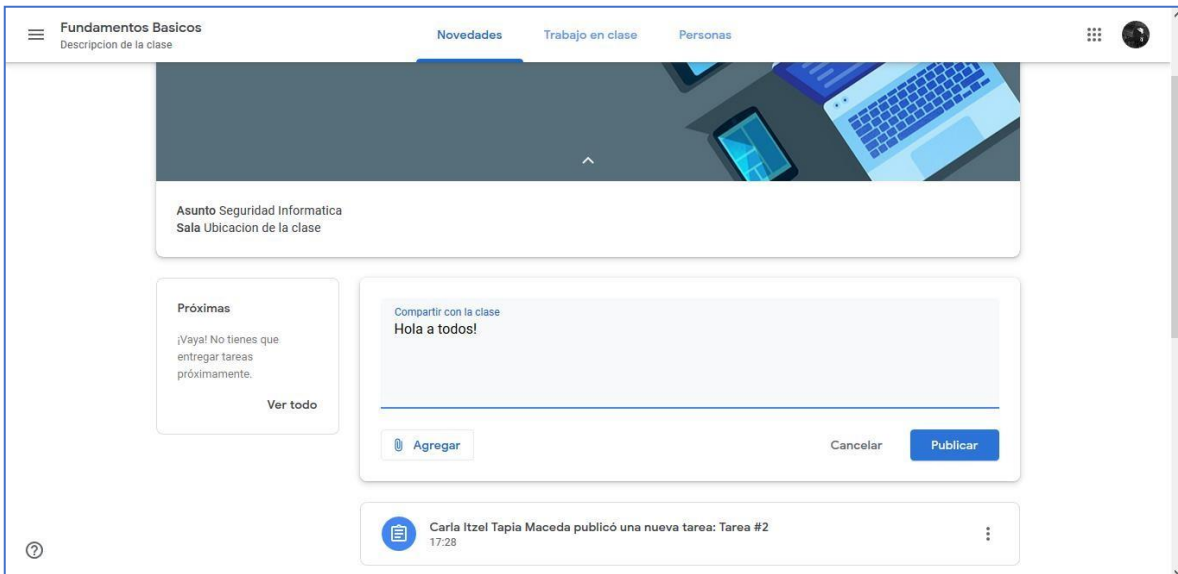 Fundamentos Basicos
Descripcion de la clase
Novedades
Trabajo en clase
Personas
Asunto Seguridad Informatica
Sala Ubicacion de la clase
Próximas
¡Vaya! No tienes que
entregar tareas
próximamente.
Ver todo
Compartir con la clase
Hola a todos!
Agregar
Cancelar
Publicar
Carla Itzel Tapia Maceda publicó una nueva tarea: Tarea #2
17:28